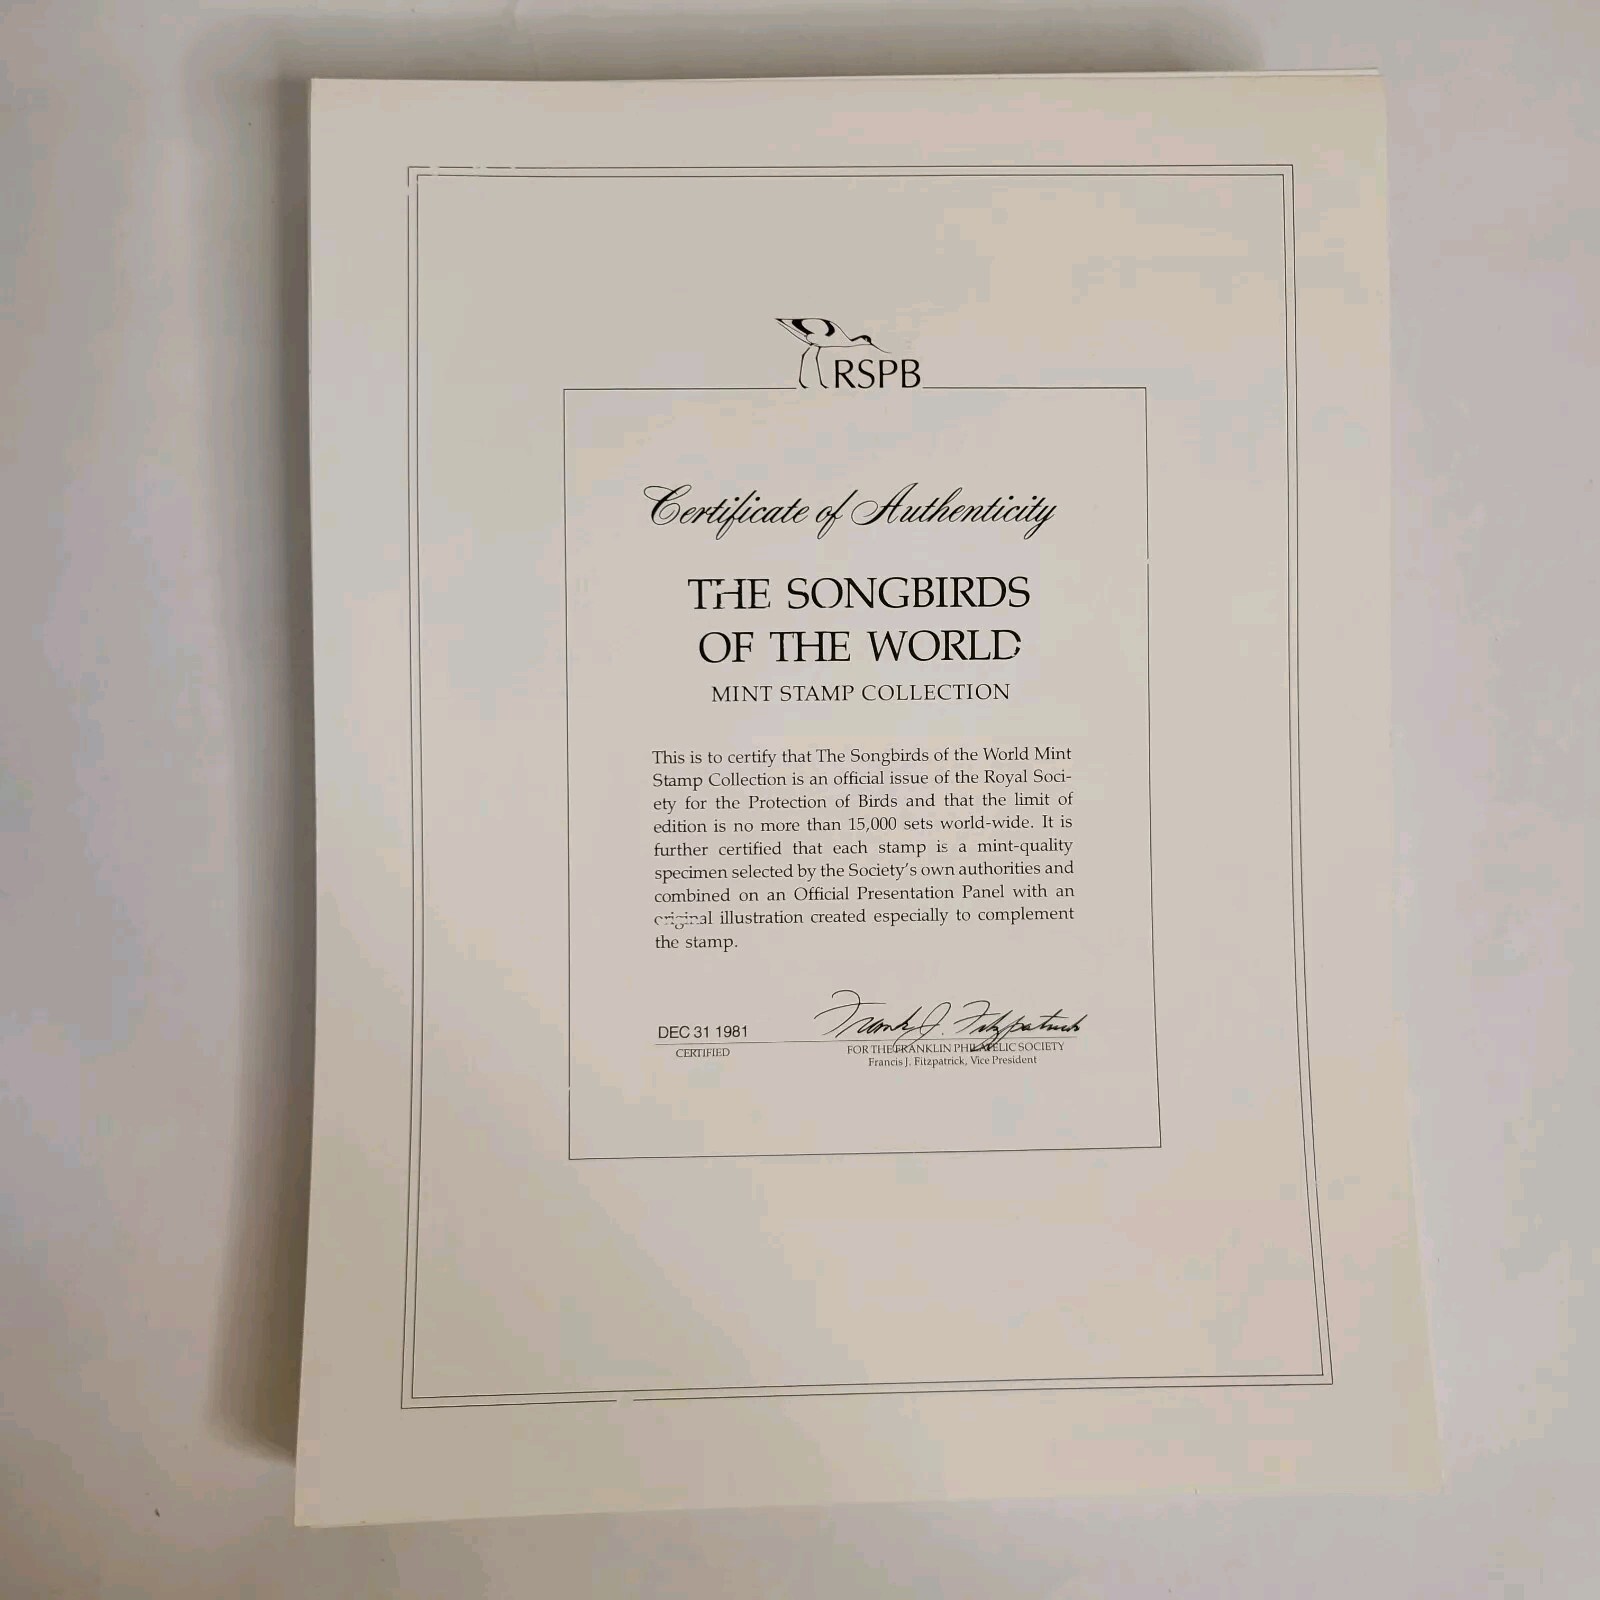 RSPB
Certificate of Authenticity
THE SONGBIRDS
OF THE WORLD
MINT STAMP COLLECTION
This is to certify that The Songbirds of the World Mint
Stamp Collection is an official issue of the Royal Soci-
ety for the Protection of Birds and that the limit of
edition is no more than 15,000 sets world-wide. It is
further certified that each stamp is a mint-quality
specimen selected by the Society's own authorities and
combined on an Official Presentation Panel with an
original illustration created especially to complement
the stamp.
DEC 31 1981
CERTIFIED
Frank J. Fitzpatrick
FOR THE FRANKLIN PHILATELIC SOCIETY
Francis J. Fitzpatrick, Vice President